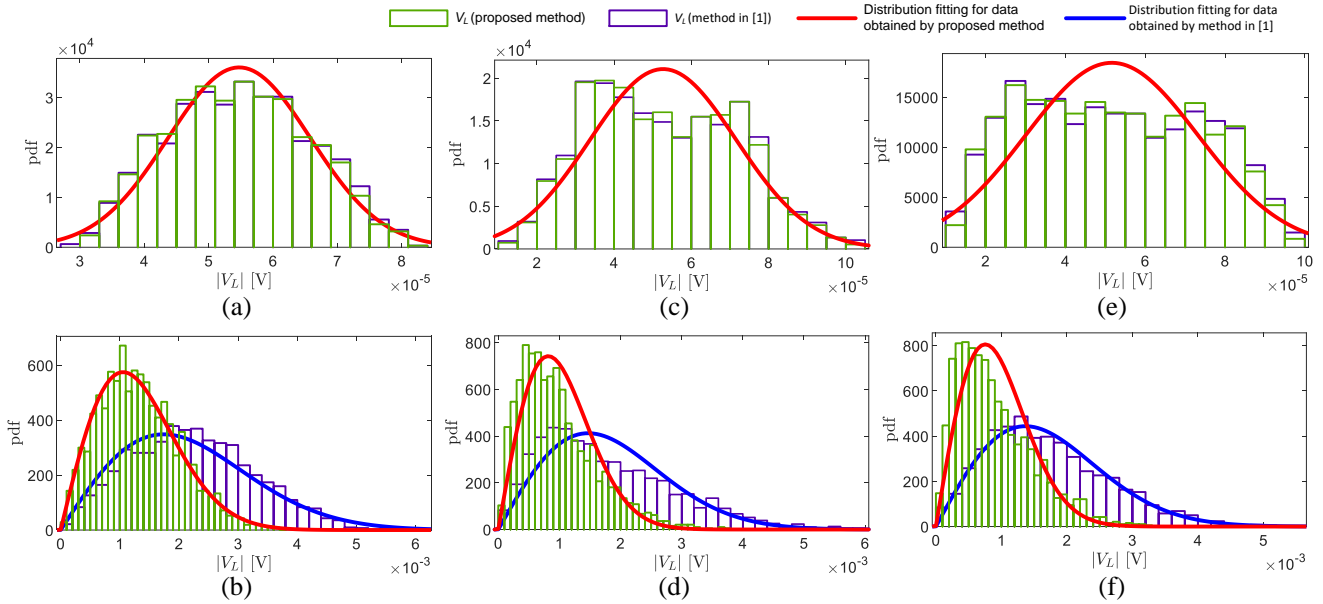 V_L (proposed method)
V_L (method in [1])
Distribution fitting for data
obtained by proposed method
Distribution fitting for data
obtained by method in [1]
×10^4
pdf
3
2
1
0
3 4 5 6 7 8
|V_L| [V]
×10^-5
(a)
×10^4
pdf
2
1.5
1
0.5
0
2 4 6 8 10
|V_L| [V]
×10^-5
(c)
pdf
15000
10000
5000
0
2 4 6 8 10
|V_L| [V]
×10^-5
(e)
pdf
600
400
200
0
0 1 2 3 4 5 6
|V_L| [V]
×10^-3
(b)
pdf
800
600
400
200
0
0 1 2 3 4 5 6
|V_L| [V]
×10^-3
(d)
pdf
800
600
400
200
0
0 1 2 3 4 5
|V_L| [V]
×10^-3
(f)